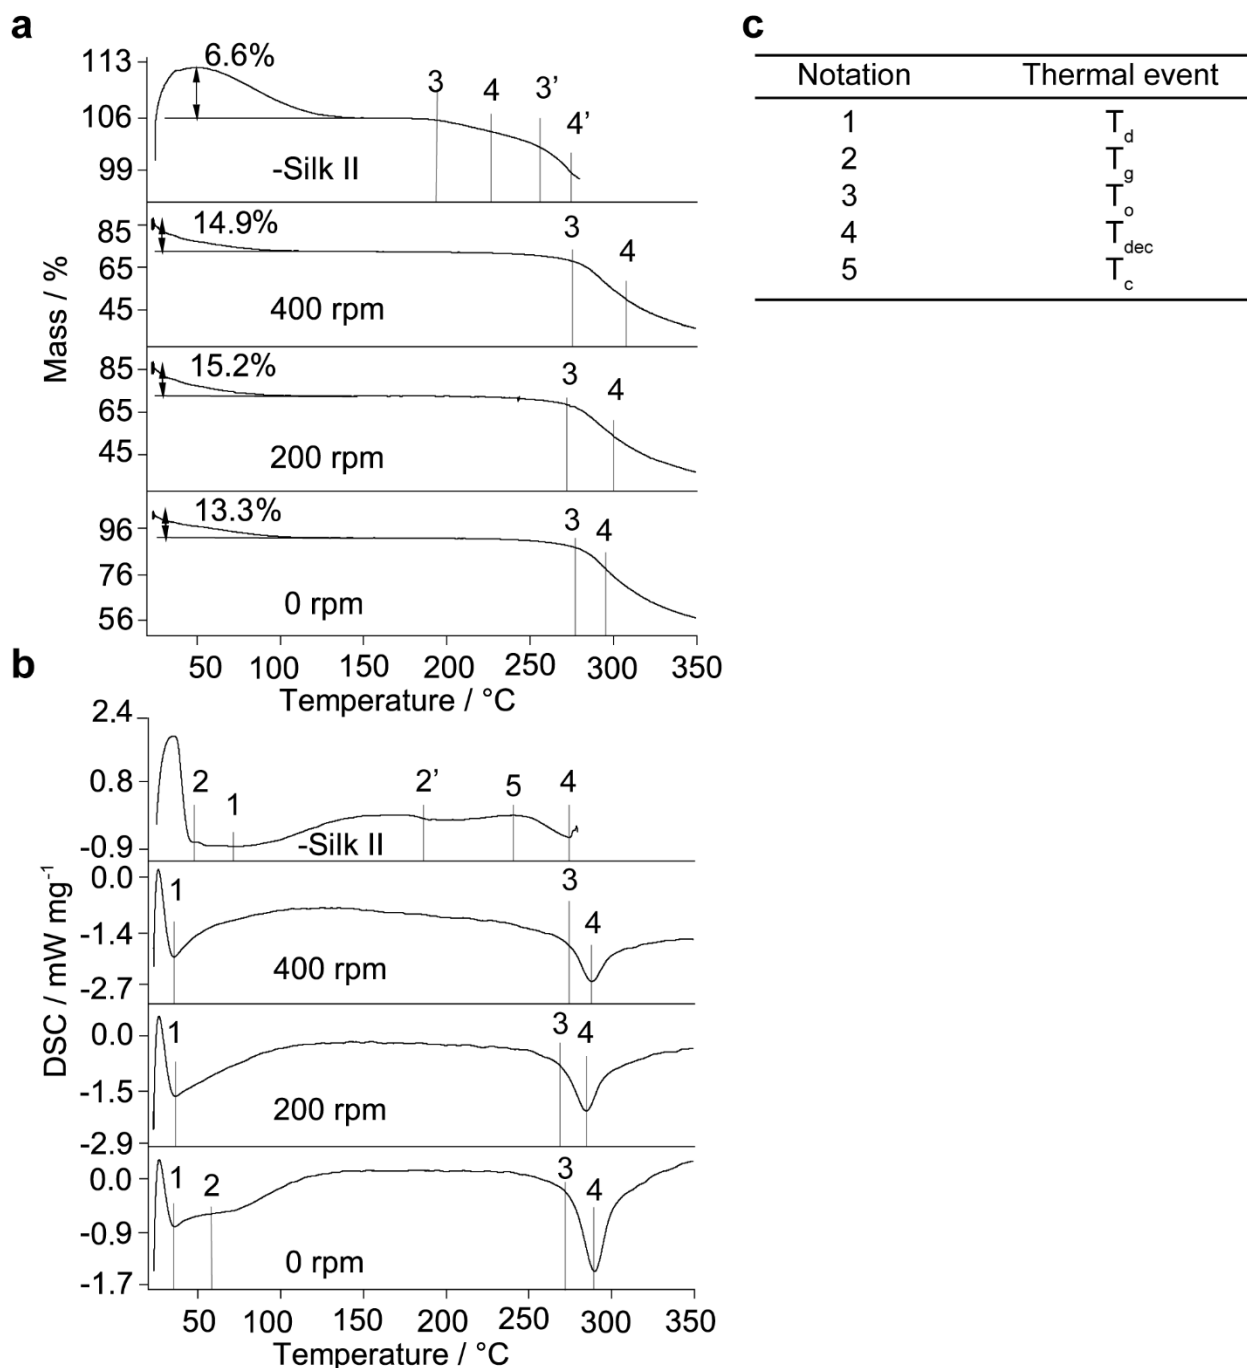 a
6.6%
3 4 3’ 4’
113
106
99
-Silk II
14.9%
3 4
85
65
45
400 rpm
15.2%
3 4
85
65
45
200 rpm
13.3%
3 4
96
76
56
0 rpm
Mass / %
50 100 150 200 250 300 350
Temperature / °C
b
2.4
0.8
-0.9
2 1 2’ 5 4
-Silk II
0.0
-1.4
-2.7
1 3 4
400 rpm
0.0
-1.5
-2.9
1 3 4
200 rpm
0.0
-0.9
-1.7
1 2 3 4
0 rpm
DSC / mW mg⁻¹
50 100 150 200 250 300 350
Temperature / °C
c
Notation Thermal event
1 T_d
2 T_g
3 T_o
4 T_dec
5 T_c